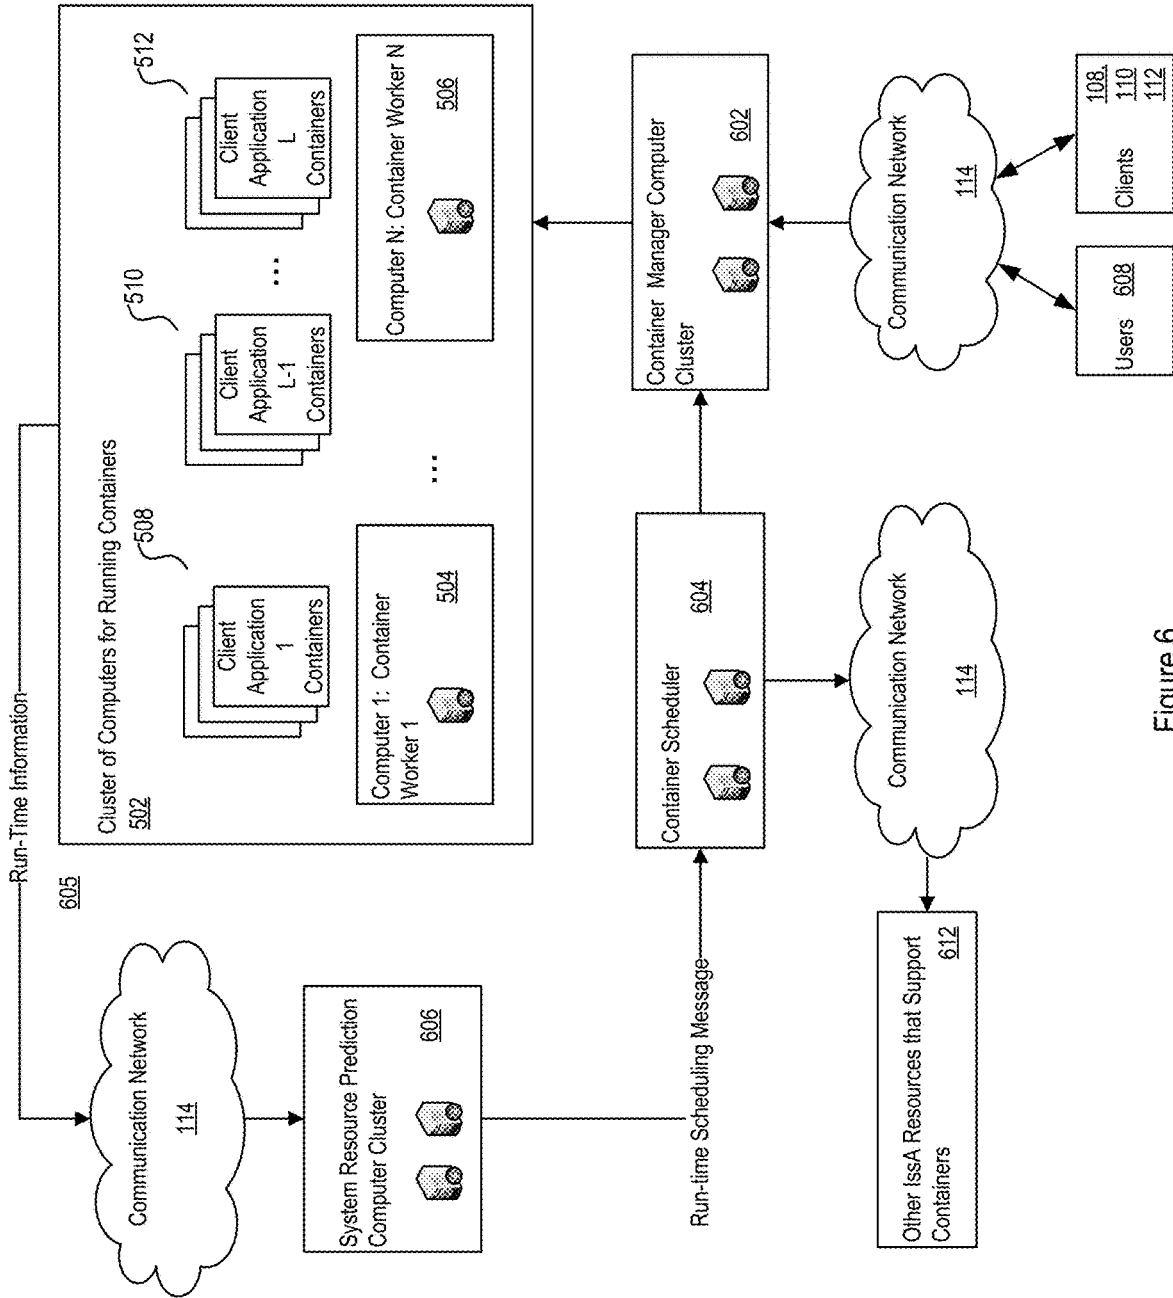 Run-Time Information
605
Cluster of Computers for Running Containers
502
508
Client
Application
1
Containers
510
Client
Application
L-1
Containers
...
512
Client
Application
L
Containers
Computer 1: Container
Worker 1
504
...
Computer N: Container Worker N
506
Communication Network
114
System Resource Prediction
Computer Cluster
606
Run-time Scheduling Message
Container Scheduler
604
Container Manager Computer
Cluster
602
Communication Network
114
Communication Network
114
Other IssA Resources that Support
Containers
612
Users 608
Clients
108,
110
112
Figure 6